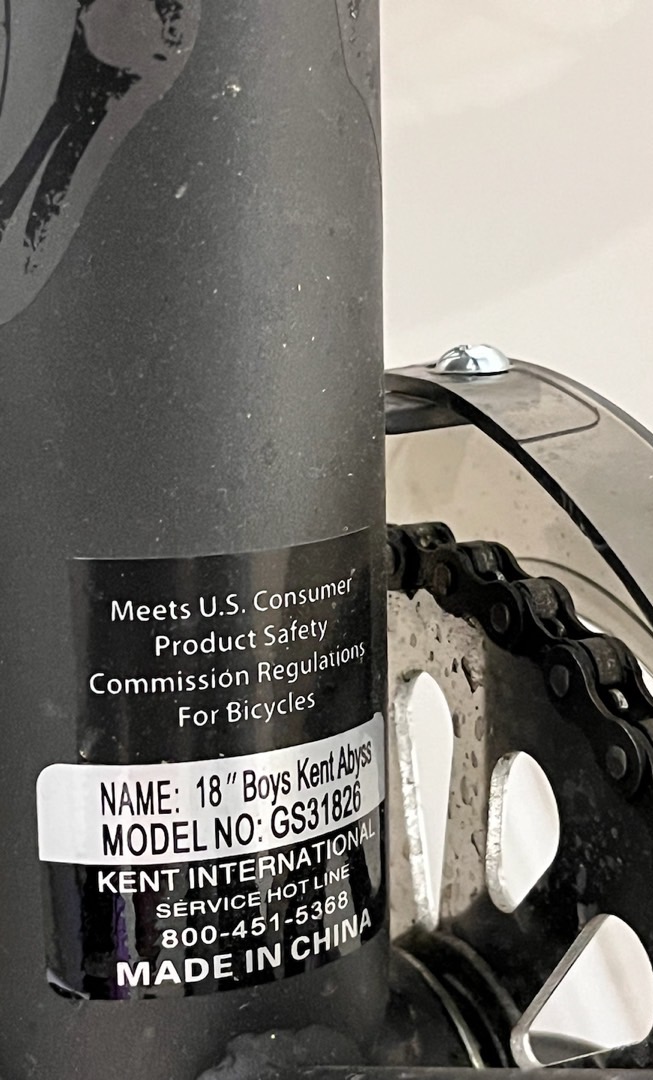 Meets U.S. Consumer
Product Safety
Commission Regulations
For Bicycles
NAME: 18" Boys Kent Abyss
MODEL NO: GS31826
KENT INTERNATIONAL
SERVICE HOT LINE
800-451-5368
MADE IN CHINA